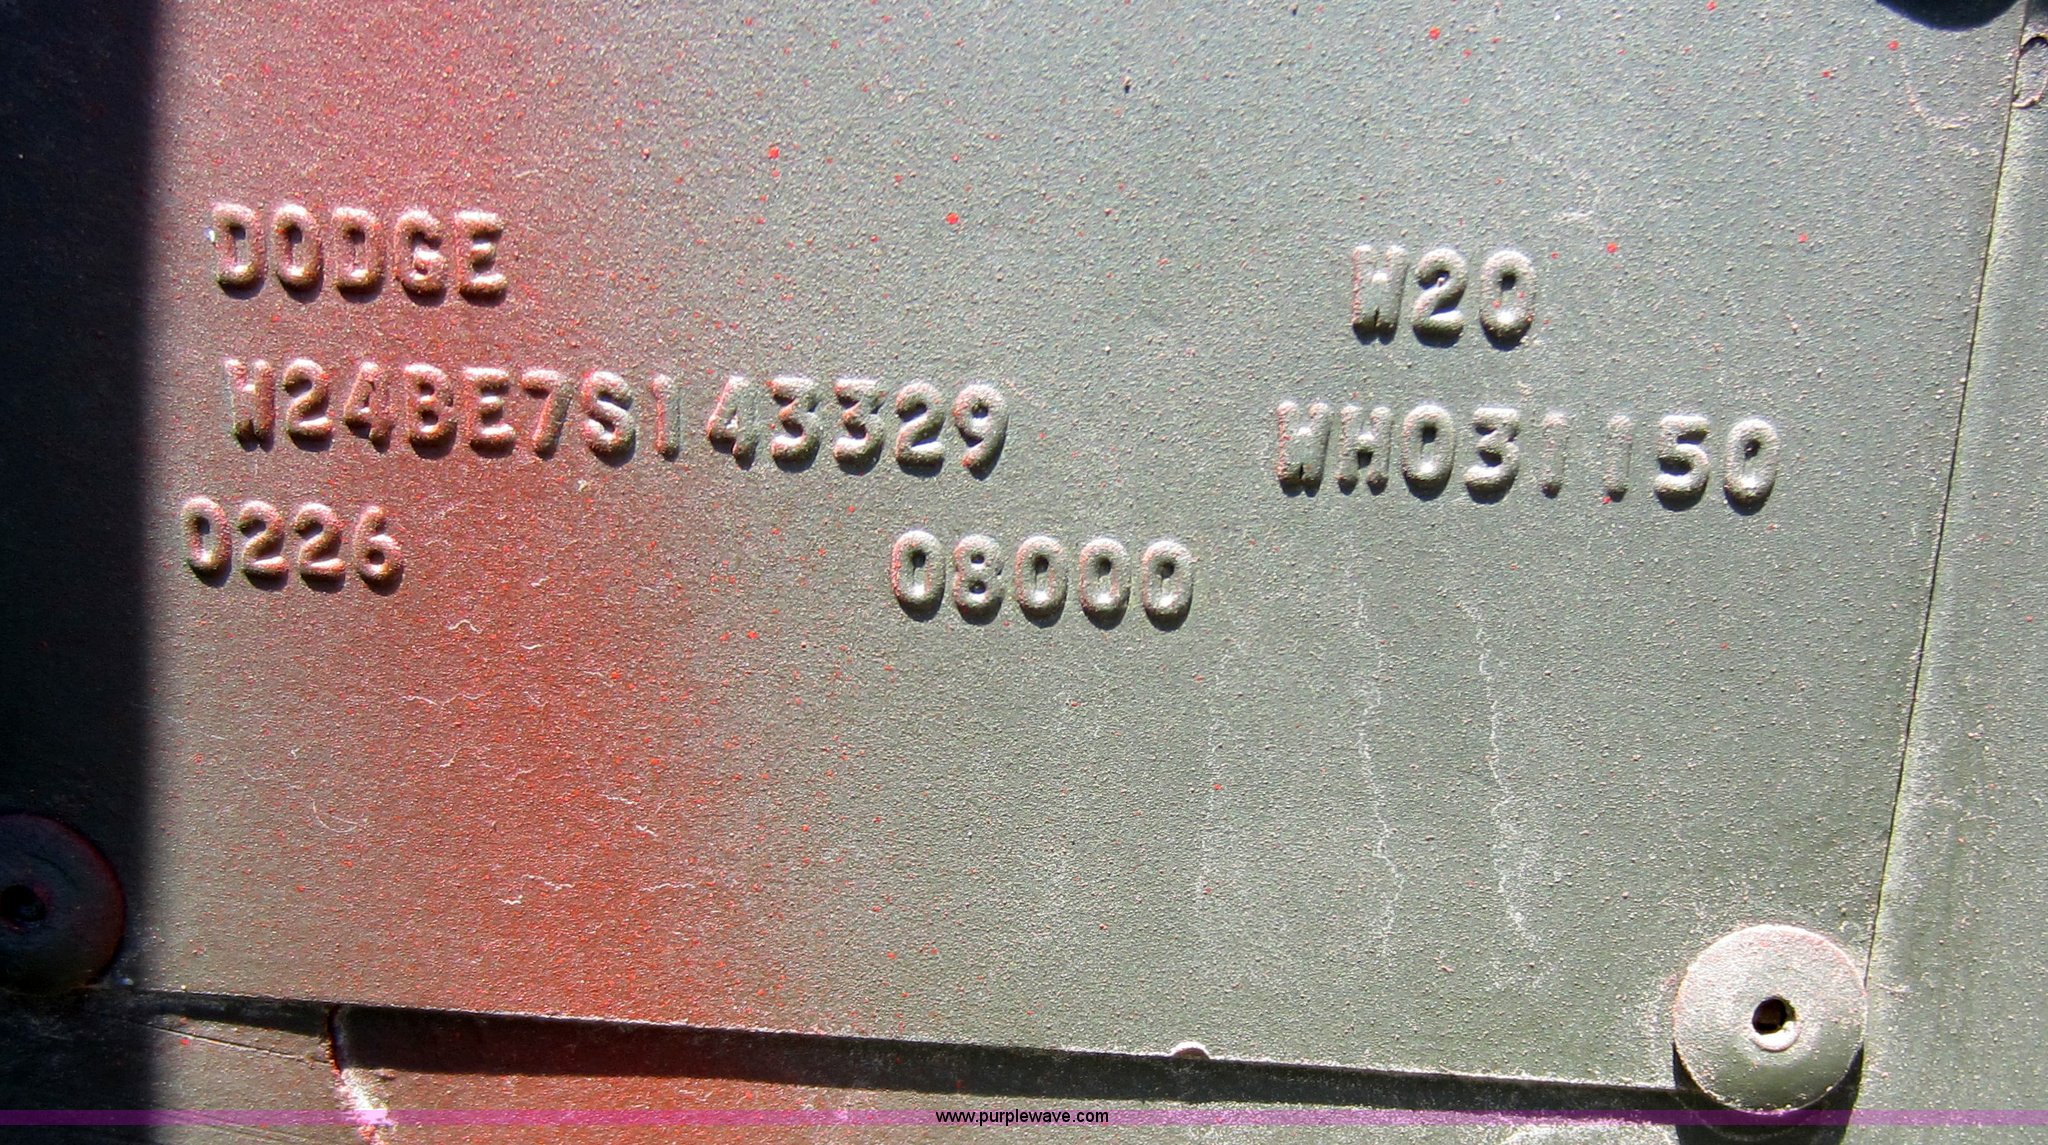 DODGE W20
W24BE7S143329 WH031150
0226 08000
www.purplewave.com